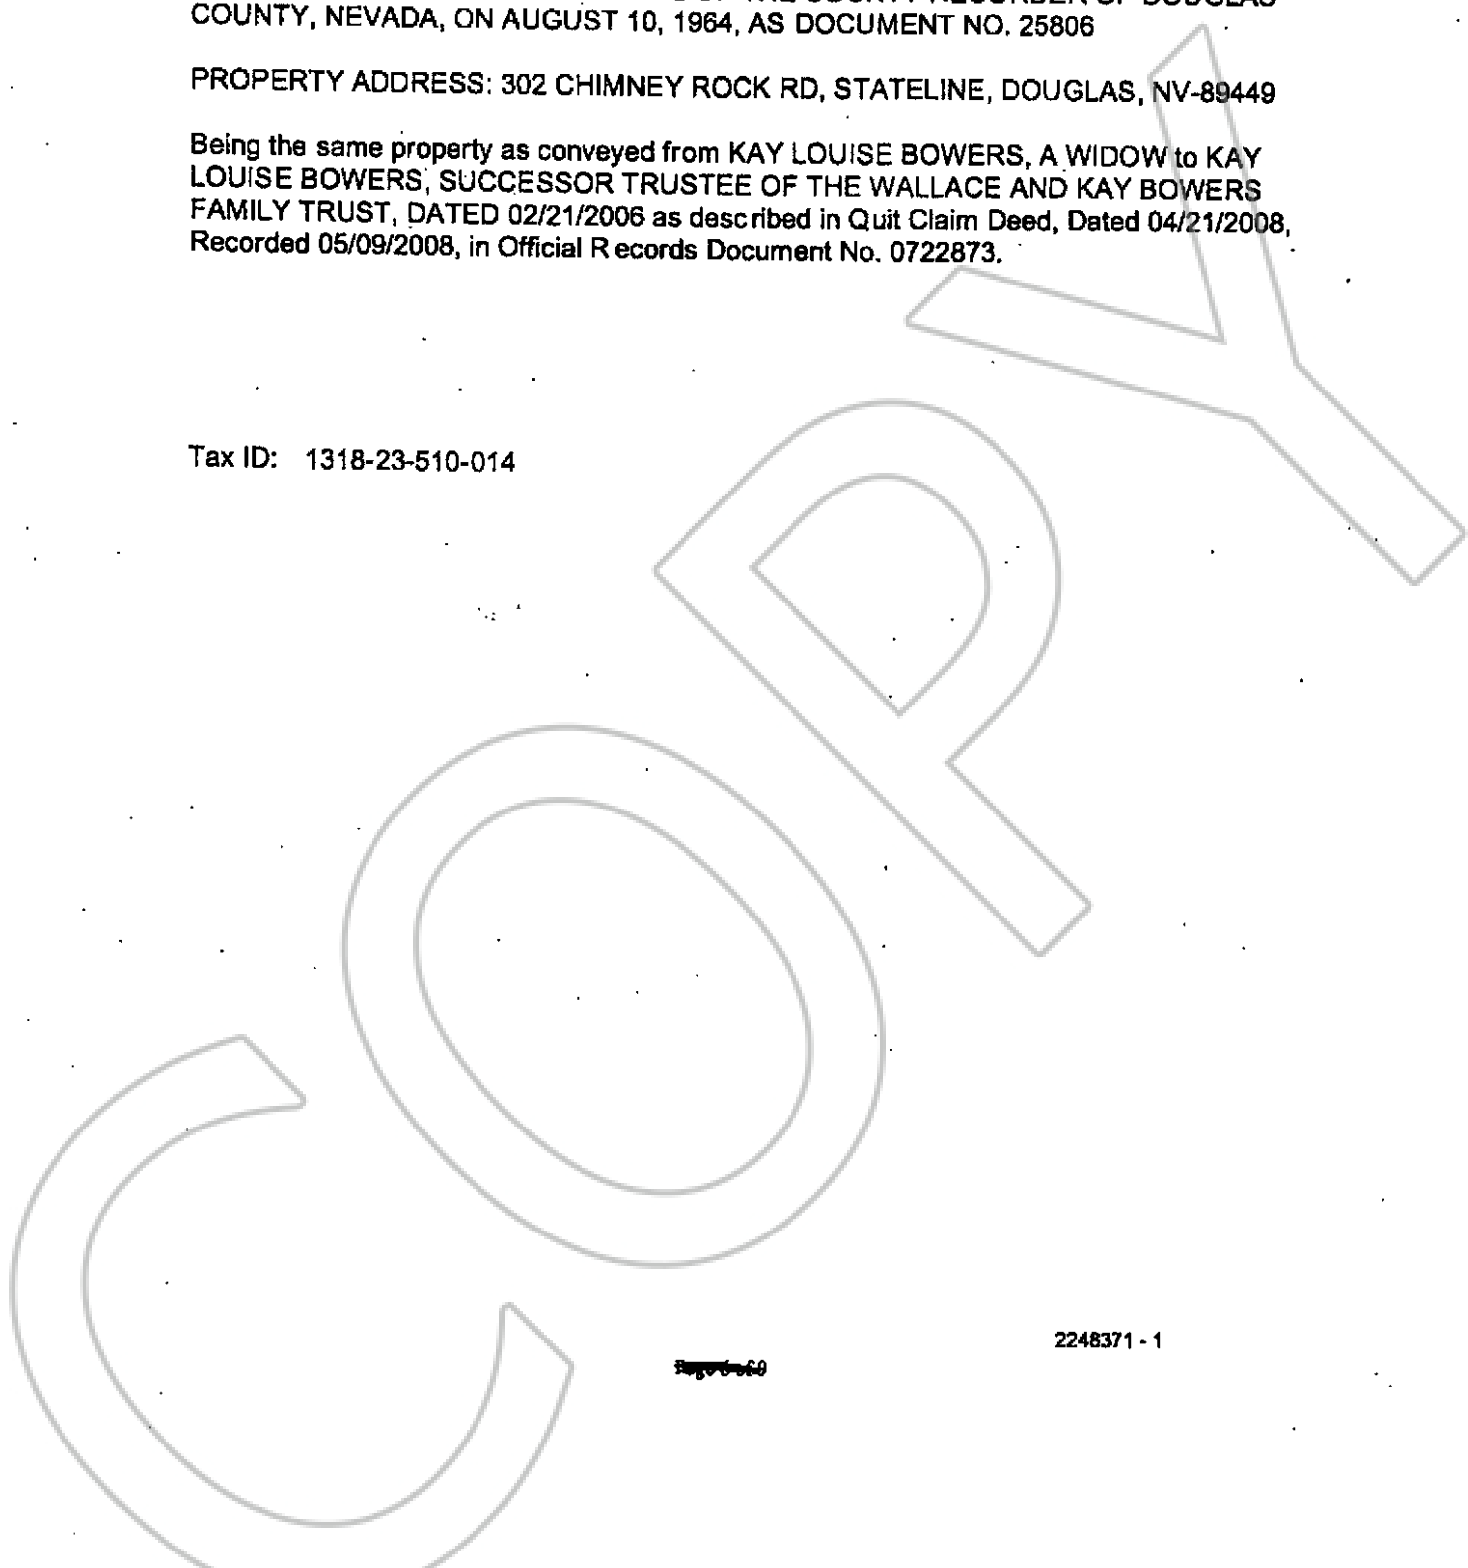 COUNTY, NEVADA, ON AUGUST 10, 1964, AS DOCUMENT NO. 25806
PROPERTY ADDRESS: 302 CHIMNEY ROCK RD, STATELINE, DOUGLAS, NV-89449
Being the same property as conveyed from KAY LOUISE BOWERS, A WIDOW to KAY
LOUISE BOWERS, SUCCESSOR TRUSTEE OF THE WALLACE AND KAY BOWERS
FAMILY TRUST, DATED 02/21/2006 as described in Quit Claim Deed, Dated 04/21/2008,
Recorded 05/09/2008, in Official Records Document No. 0722873.
Tax ID: 1318-23-510-014
COPY
2248371 - 1